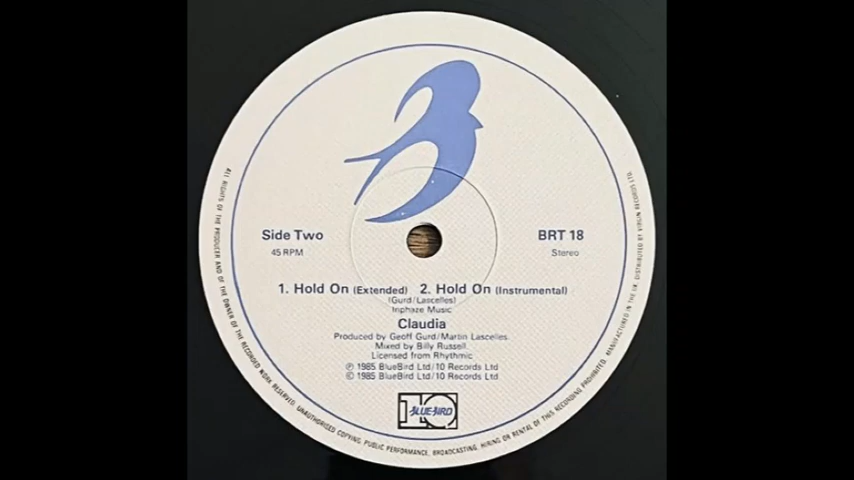 Side Two
BRT 18
45 RPM
Stereo
1. Hold On (Extended) 2. Hold On (Instrumental)
(Gurd/Lascelles)
Inphaze Music
Claudia
Produced by Geoff Gurd/Martin Lascelles.
Mixed by Billy Russell.
Licensed from Rhythmic
℗ 1985 BlueBird Ltd/10 Records Ltd
© 1985 BlueBird Ltd/10 Records Ltd
10
BLUEBIRD
ALL RIGHTS OF THE PRODUCER AND OF THE OWNER OF THE RECORDED WORK RESERVED. UNAUTHORISED COPYING, PUBLIC PERFORMANCE, BROADCASTING, HIRING OR RENTAL OF THIS RECORDING PROHIBITED. MANUFACTURED IN THE UK. DISTRIBUTED BY VIRGIN RECORDS LTD.